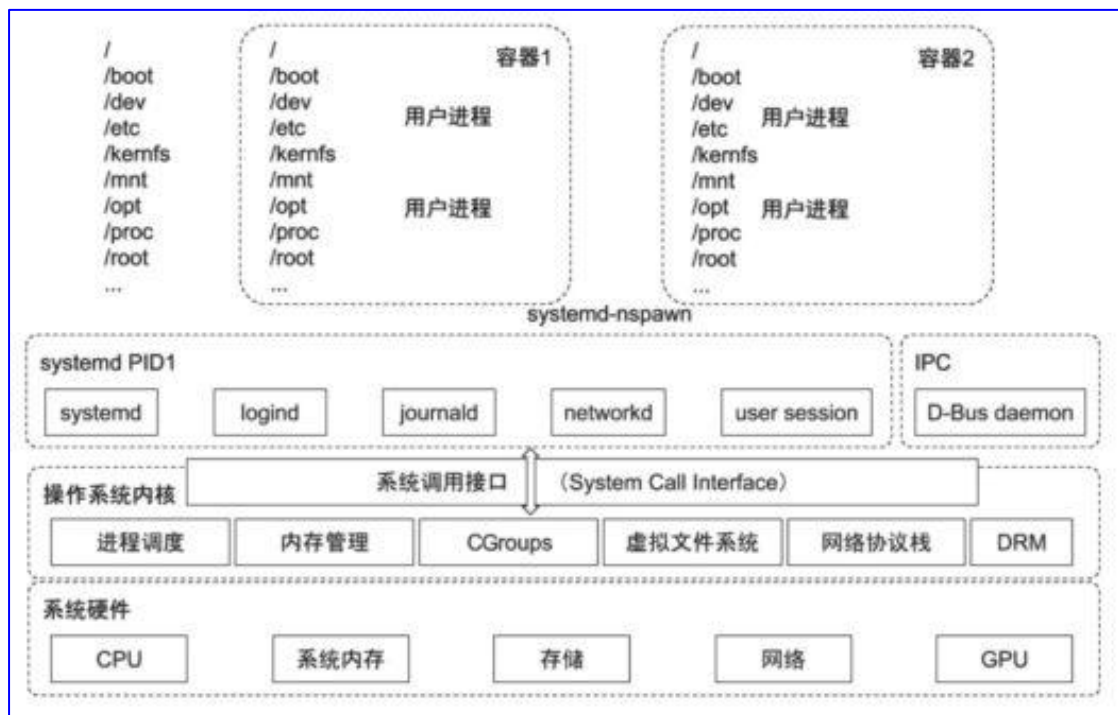 /
/boot
/dev
/etc
/kernfs
/mnt
/opt
/proc
/root
...
容器1
/
/boot
/dev
/etc
/kernfs
/mnt
/opt
/proc
/root
...
用户进程
用户进程
容器2
/
/boot
/dev
/etc
/kernfs
/mnt
/opt
/proc
/root
...
用户进程
用户进程
systemd-nspawn
systemd PID1
systemd
logind
journald
networkd
user session
IPC
D-Bus daemon
操作系统内核
系统调用接口 （System Call Interface）
进程调度
内存管理
CGroups
虚拟文件系统
网络协议栈
DRM
系统硬件
CPU
系统内存
存储
网络
GPU